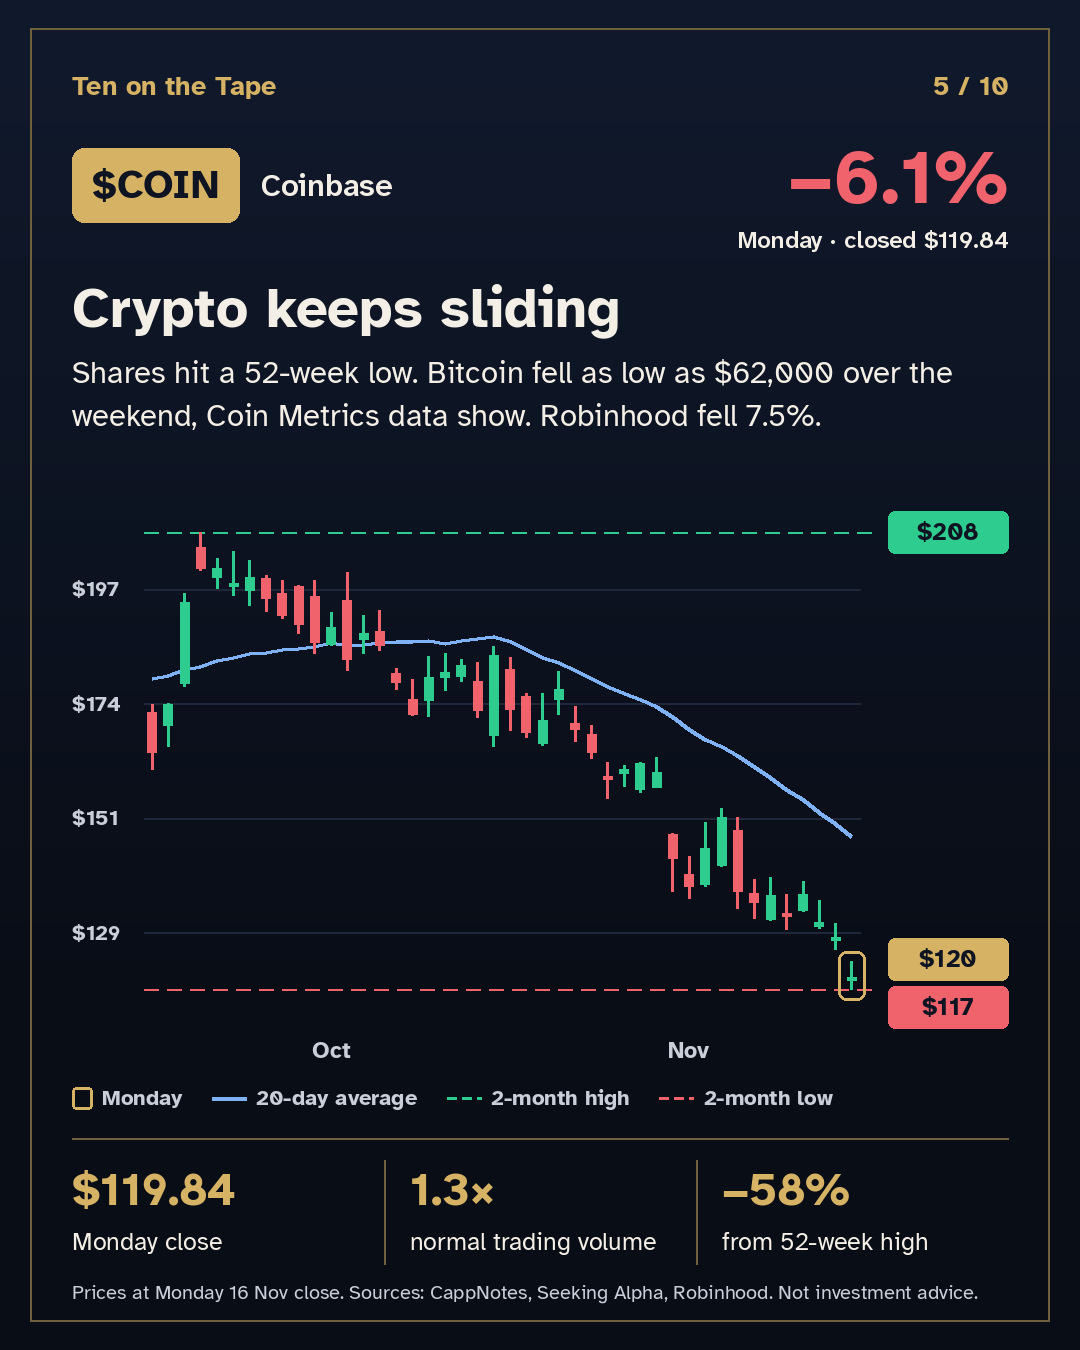 Ten on the Tape
5 / 10
$COIN
Coinbase
–6.1%
Monday · closed $119.84
Crypto keeps sliding
Shares hit a 52-week low. Bitcoin fell as low as $62,000 over the
weekend, Coin Metrics data show. Robinhood fell 7.5%.
$208
$197
$174
$151
$129
$120
$117
Oct
Nov
Monday
20-day average
2-month high
2-month low
$119.84
1.3×
–58%
Monday close
normal trading volume
from 52-week high
Prices at Monday 16 Nov close. Sources: CappNotes, Seeking Alpha, Robinhood. Not investment advice.